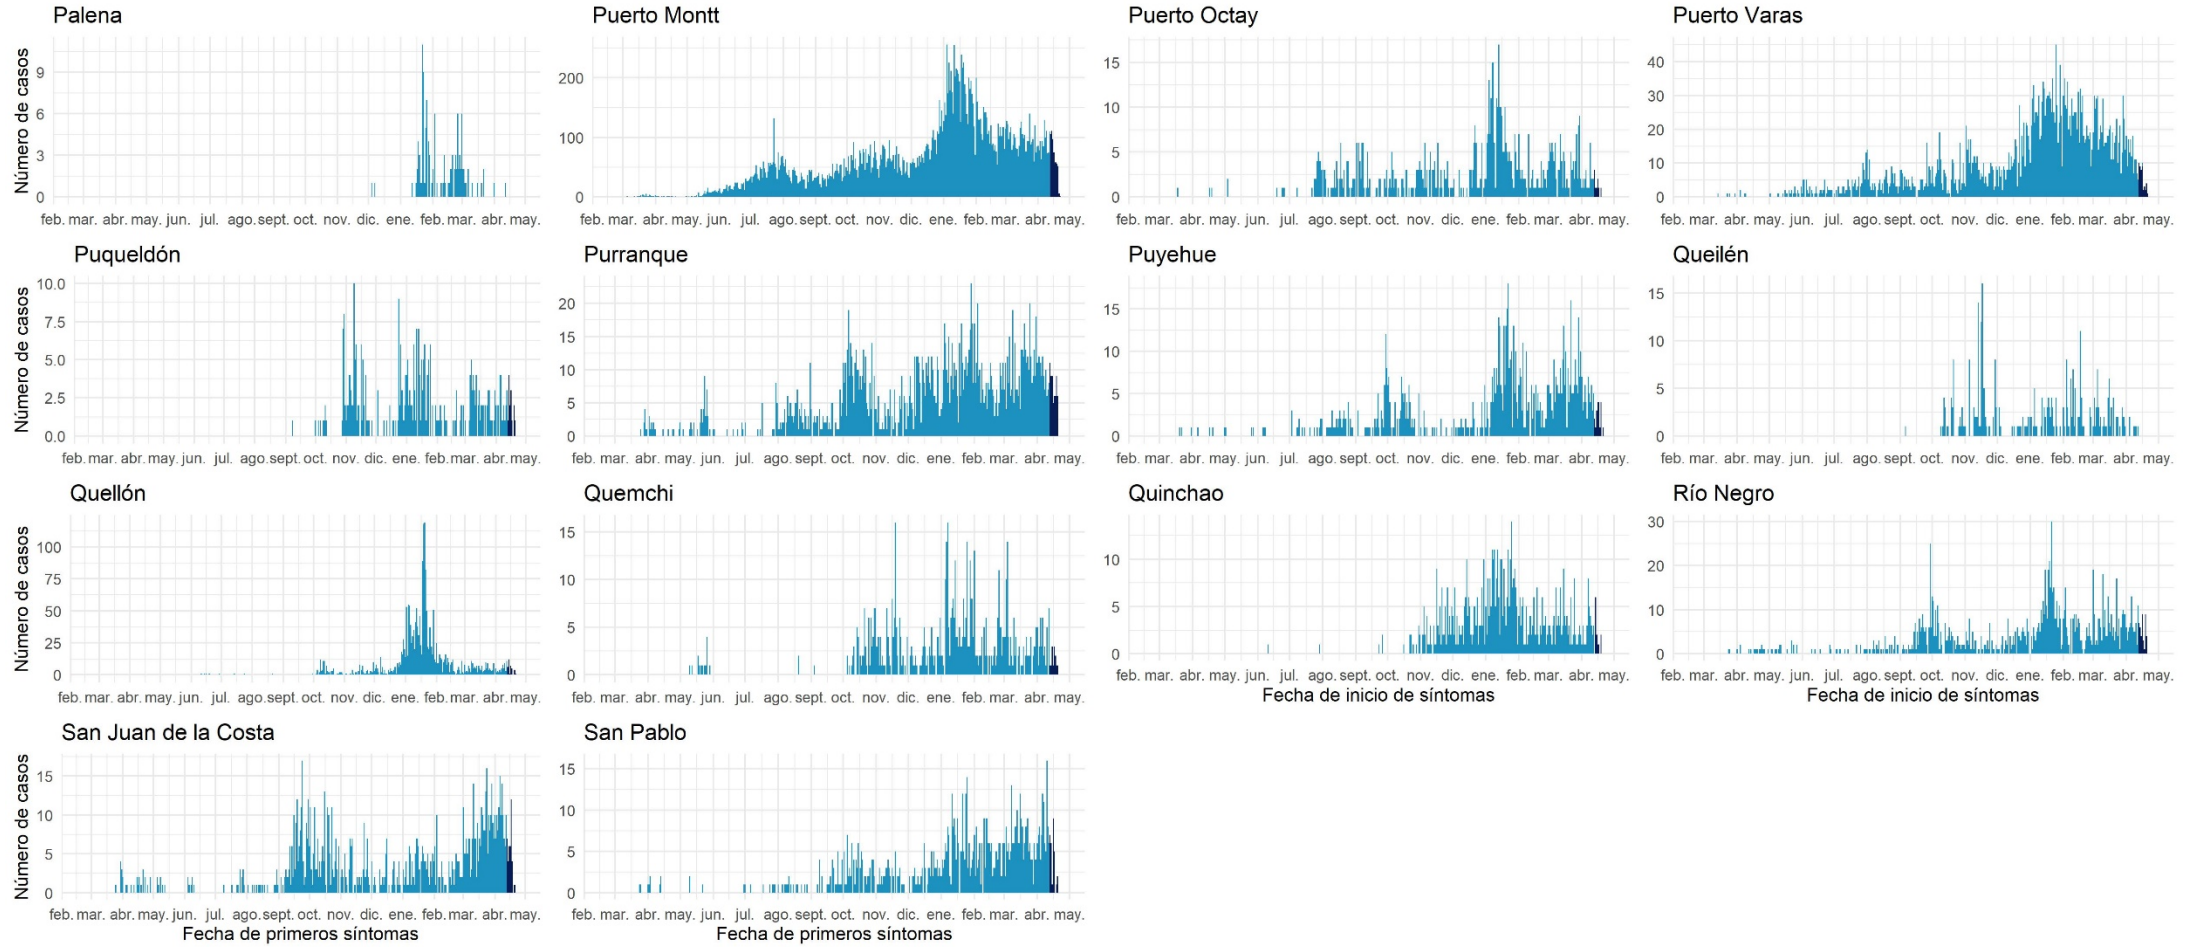 Palena
Número de casos
9
6
3
0
feb. mar. abr. may. jun. jul. ago. sept. oct. nov. dic. ene. feb. mar. abr. may.
Puerto Montt
200
100
0
feb. mar. abr. may. jun. jul. ago. sept. oct. nov. dic. ene. feb. mar. abr. may.
Puerto Octay
15
10
5
0
feb. mar. abr. may. jun. jul. ago. sept. oct. nov. dic. ene. feb. mar. abr. may.
Puerto Varas
40
30
20
10
0
feb. mar. abr. may. jun. jul. ago. sept. oct. nov. dic. ene. feb. mar. abr. may.
Puqueldón
Número de casos
10.0
7.5
5.0
2.5
0.0
feb. mar. abr. may. jun. jul. ago. sept. oct. nov. dic. ene. feb. mar. abr. may.
Purranque
20
15
10
5
0
feb. mar. abr. may. jun. jul. ago. sept. oct. nov. dic. ene. feb. mar. abr. may.
Puyehue
15
10
5
0
feb. mar. abr. may. jun. jul. ago. sept. oct. nov. dic. ene. feb. mar. abr. may.
Queilén
15
10
5
0
feb. mar. abr. may. jun. jul. ago. sept. oct. nov. dic. ene. feb. mar. abr. may.
Quellón
Número de casos
100
75
50
25
0
feb. mar. abr. may. jun. jul. ago. sept. oct. nov. dic. ene. feb. mar. abr. may.
Quemchi
15
10
5
0
feb. mar. abr. may. jun. jul. ago. sept. oct. nov. dic. ene. feb. mar. abr. may.
Quinchao
10
5
0
feb. mar. abr. may. jun. jul. ago. sept. oct. nov. dic. ene. feb. mar. abr. may.
Fecha de inicio de síntomas
Río Negro
30
20
10
0
feb. mar. abr. may. jun. jul. ago. sept. oct. nov. dic. ene. feb. mar. abr. may.
Fecha de inicio de síntomas
San Juan de la Costa
Número de casos
15
10
5
0
feb. mar. abr. may. jun. jul. ago. sept. oct. nov. dic. ene. feb. mar. abr. may.
Fecha de primeros síntomas
San Pablo
15
10
5
0
feb. mar. abr. may. jun. jul. ago. sept. oct. nov. dic. ene. feb. mar. abr. may.
Fecha de primeros síntomas